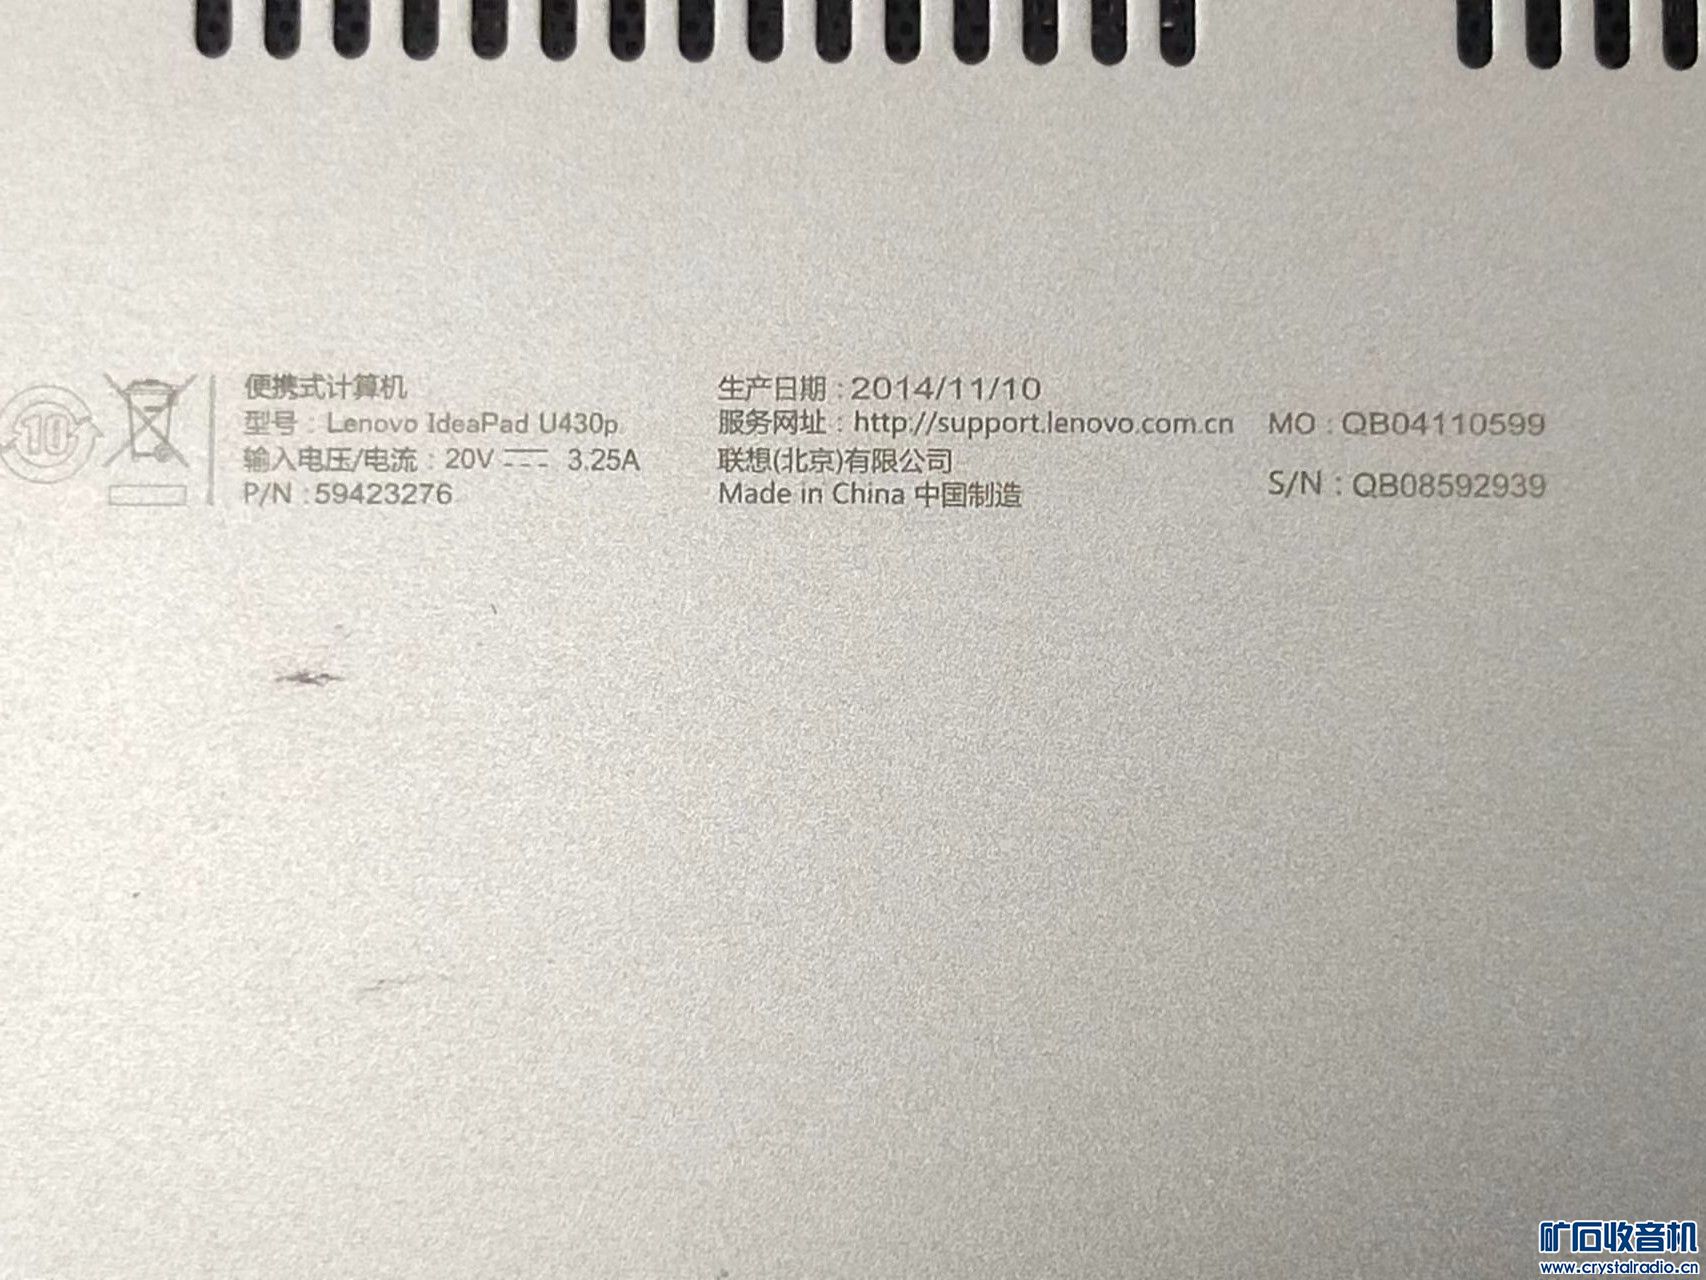 10
便携式计算机
型号 : Lenovo IdeaPad U430p
输入电压/电流 : 20V 3.25A
P/N : 59423276
生产日期 : 2014/11/10
服务网址 : http://support.lenovo.com.cn
联想(北京)有限公司
Made in China 中国制造
MO : QB04110599
S/N : QB08592939
矿石收音机
www.crystalradio.cn